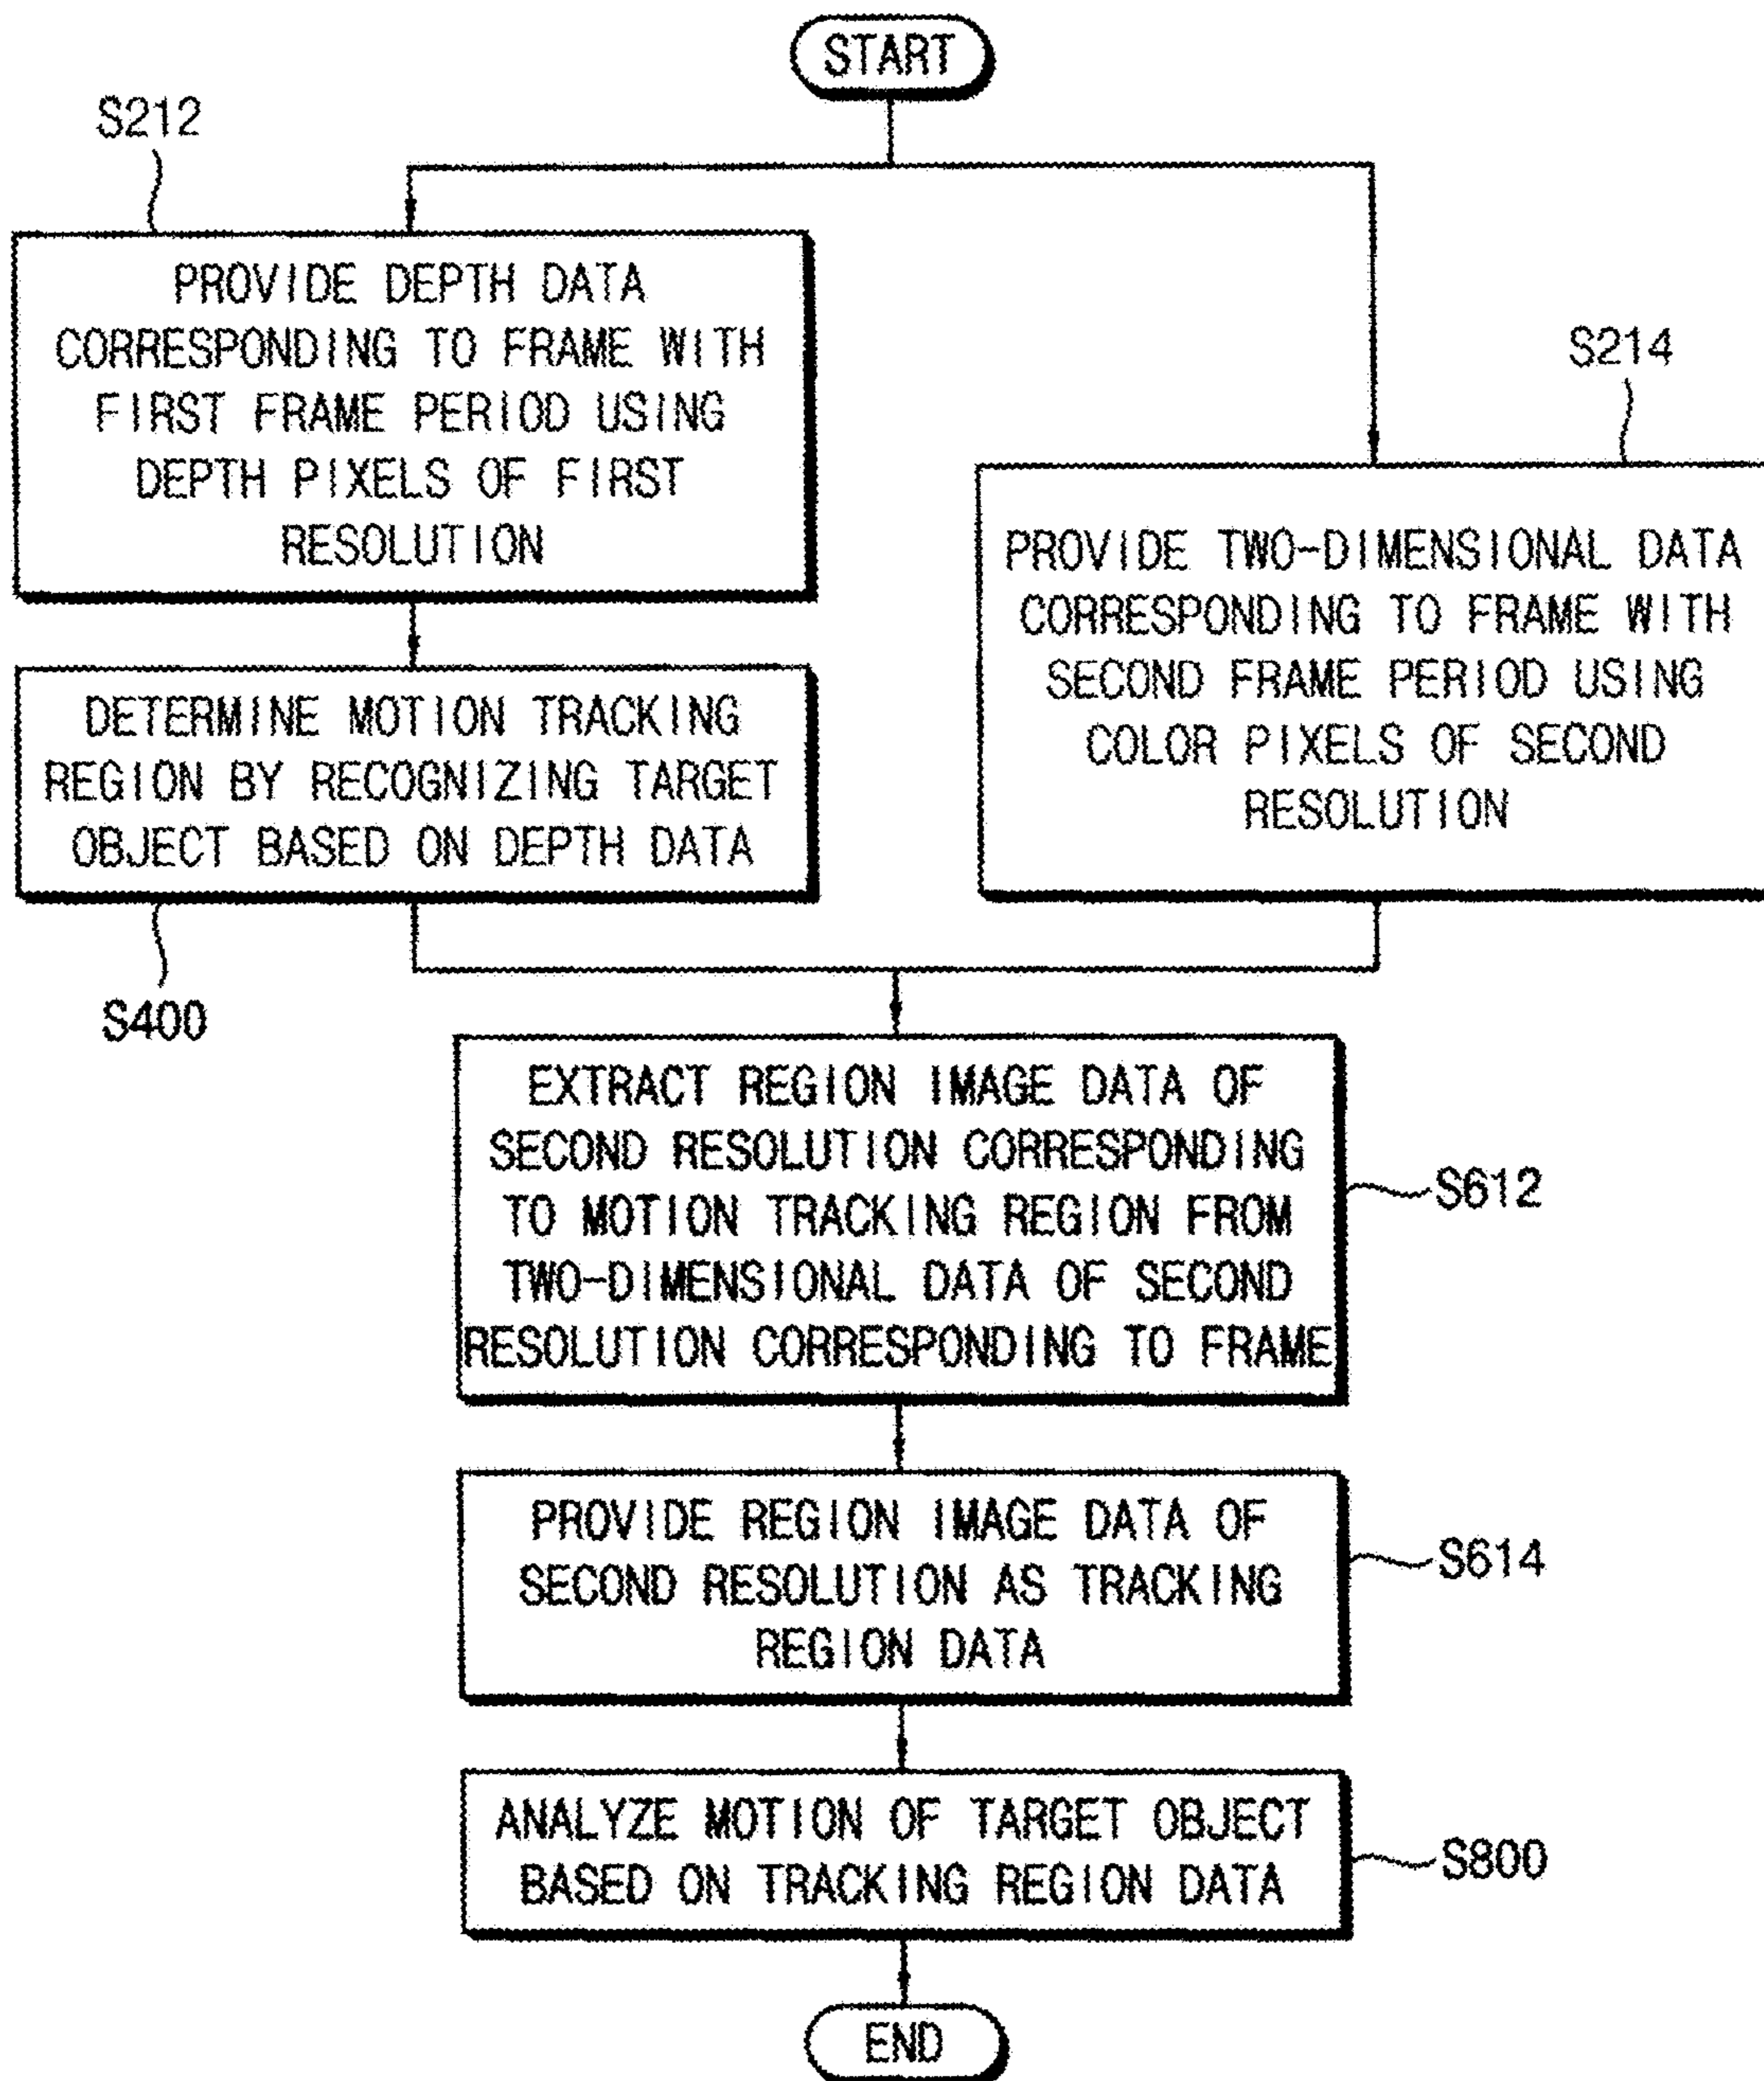 START
S212
PROVIDE DEPTH DATA
CORRESPONDING TO FRAME WITH
FIRST FRAME PERIOD USING
DEPTH PIXELS OF FIRST
RESOLUTION
S214
PROVIDE TWO-DIMENSIONAL DATA
CORRESPONDING TO FRAME WITH
SECOND FRAME PERIOD USING
COLOR PIXELS OF SECOND
RESOLUTION
DETERMINE MOTION TRACKING
REGION BY RECOGNIZING TARGET
OBJECT BASED ON DEPTH DATA
S400
EXTRACT REGION IMAGE DATA OF
SECOND RESOLUTION CORRESPONDING
TO MOTION TRACKING REGION FROM
TWO-DIMENSIONAL DATA OF SECOND
RESOLUTION CORRESPONDING TO FRAME
S612
PROVIDE REGION IMAGE DATA OF
SECOND RESOLUTION AS TRACKING
REGION DATA
S614
ANALYZE MOTION OF TARGET OBJECT
BASED ON TRACKING REGION DATA
S800
END